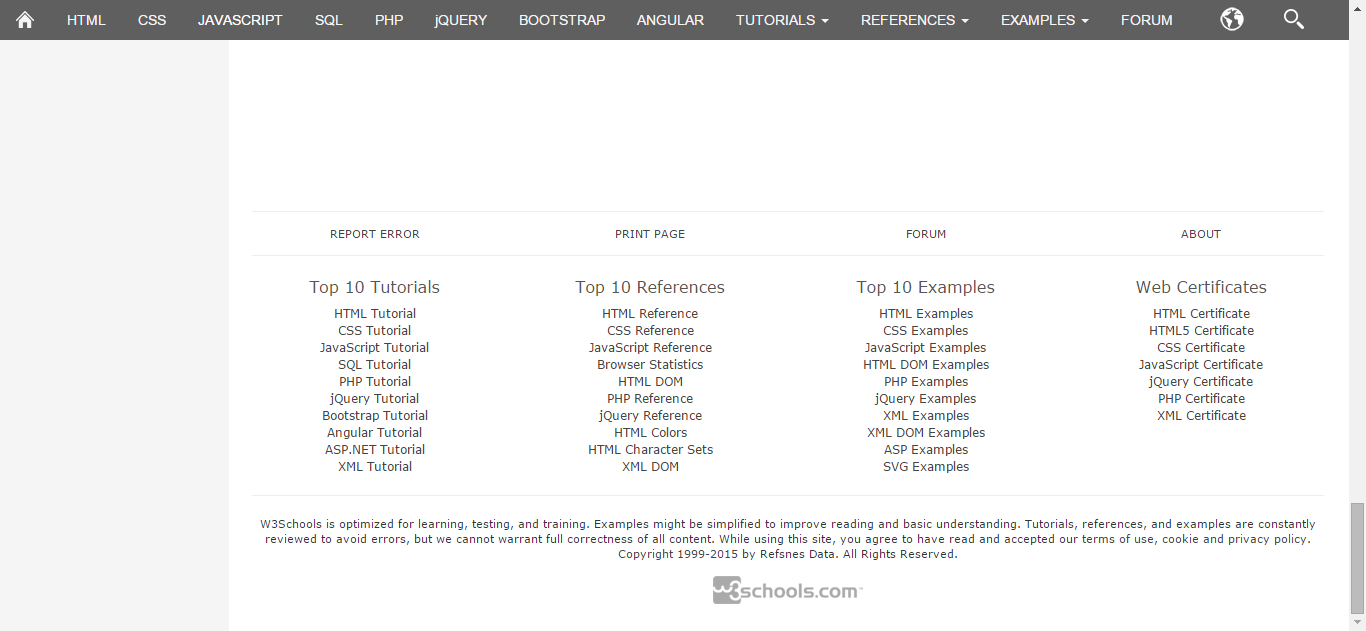 HTML CSS JAVASCRIPT SQL PHP jQUERY BOOTSTRAP ANGULAR TUTORIALS REFERENCES EXAMPLES FORUM
REPORT ERROR PRINT PAGE FORUM ABOUT
Top 10 Tutorials
HTML Tutorial
CSS Tutorial
JavaScript Tutorial
SQL Tutorial
PHP Tutorial
jQuery Tutorial
Bootstrap Tutorial
Angular Tutorial
ASP.NET Tutorial
XML Tutorial
Top 10 References
HTML Reference
CSS Reference
JavaScript Reference
Browser Statistics
HTML DOM
PHP Reference
jQuery Reference
HTML Colors
HTML Character Sets
XML DOM
Top 10 Examples
HTML Examples
CSS Examples
JavaScript Examples
HTML DOM Examples
PHP Examples
jQuery Examples
XML Examples
XML DOM Examples
ASP Examples
SVG Examples
Web Certificates
HTML Certificate
HTML5 Certificate
CSS Certificate
JavaScript Certificate
jQuery Certificate
PHP Certificate
XML Certificate
W3Schools is optimized for learning, testing, and training. Examples might be simplified to improve reading and basic understanding. Tutorials, references, and examples are constantly
reviewed to avoid errors, but we cannot warrant full correctness of all content. While using this site, you agree to have read and accepted our terms of use, cookie and privacy policy.
Copyright 1999-2015 by Refsnes Data. All Rights Reserved.
w3schools.com™